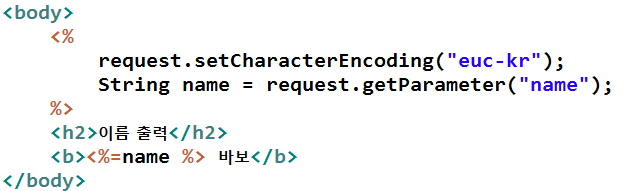 <body>
<%
request.setCharacterEncoding("euc-kr");
String name = request.getParameter("name");
%>
<h2>이름 출력</h2>
<b><%=name %> 바보</b>
</body>